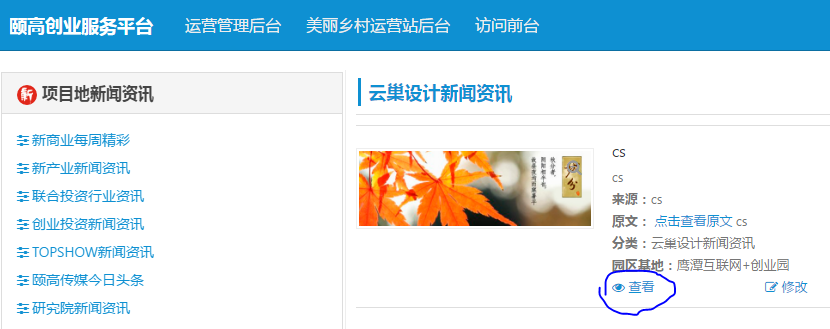 颐高创业服务平台 运营管理后台 美丽乡村运营站后台 访问前台
新 项目地新闻资讯
新商业每周精彩
新产业新闻资讯
联合投资行业资讯
创业投资新闻资讯
TOPSHOW新闻资讯
颐高传媒今日头条
研究院新闻资讯
云巢设计新闻资讯
cs
cs
来源：cs
原文： 点击查看原文 cs
分类：云巢设计新闻资讯
园区基地：鹰潭互联网+创业园
查看 修改